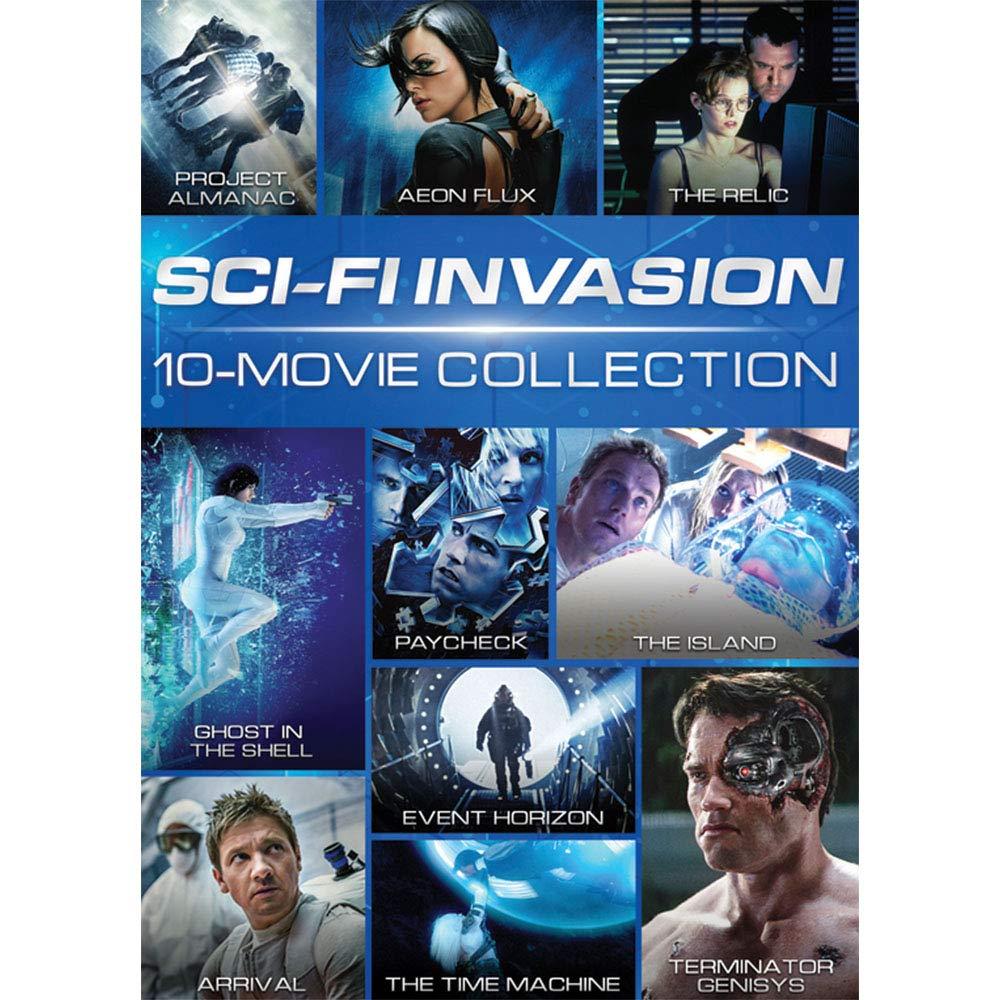 PROJECT
ALMANAC
AEON FLUX
THE RELIC
SCI-FI INVASION
10-MOVIE COLLECTION
GHOST IN
THE SHELL
PAYCHECK
THE ISLAND
EVENT HORIZON
ARRIVAL
THE TIME MACHINE
TERMINATOR
GENISYS